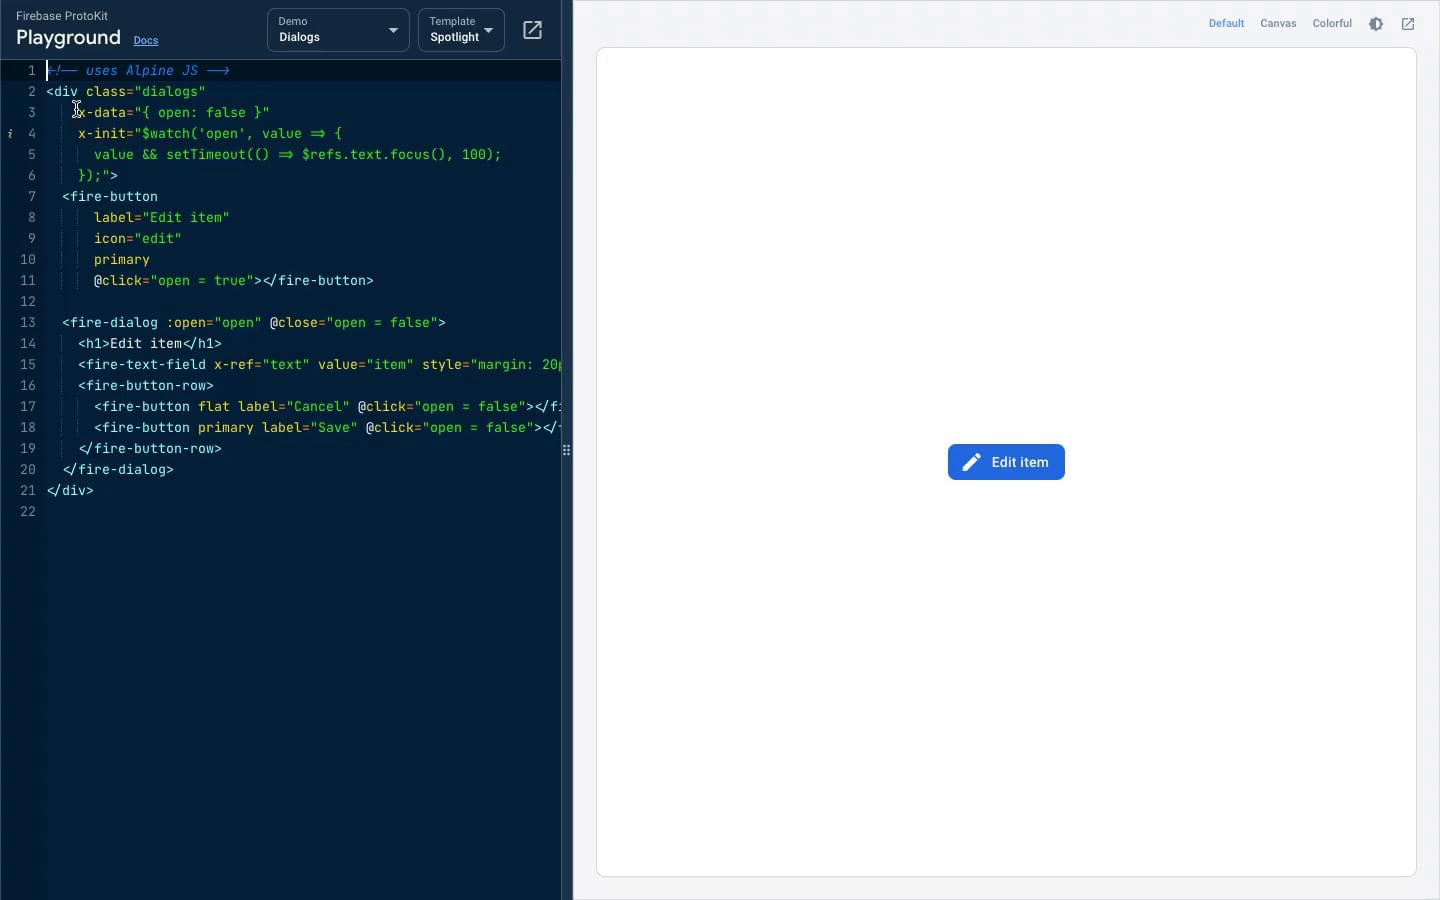 Firebase ProtoKit
Playground Docs
Demo
Dialogs
Template
Spotlight
Default Canvas Colorful
1 <!-- uses Alpine JS -->
2 <div class="dialogs"
3 x-data="{ open: false }"
i 4 x-init="$watch('open', value => {
5 value && setTimeout(() => $refs.text.focus(), 100);
6 });">
7 <fire-button
8 label="Edit item"
9 icon="edit"
10 primary
11 @click="open = true"></fire-button>
12
13 <fire-dialog :open="open" @close="open = false">
14 <h1>Edit item</h1>
15 <fire-text-field x-ref="text" value="item" style="margin: 20p
16 <fire-button-row>
17 <fire-button flat label="Cancel" @click="open = false"></fi
18 <fire-button primary label="Save" @click="open = false"></
19 </fire-button-row>
20 </fire-dialog>
21 </div>
22
Edit item